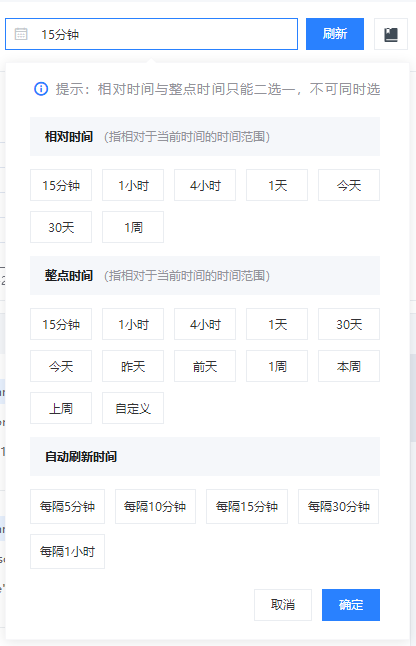 15分钟 刷新
提示：相对时间与整点时间只能二选一，不可同时选
相对时间 （指相对于当前时间的时间范围）
15分钟 1小时 4小时 1天 今天
30天 1周
整点时间 （指相对于当前时间的时间范围）
15分钟 1小时 4小时 1天 30天
今天 昨天 前天 1周 本周
上周 自定义
自动刷新时间
每隔5分钟 每隔10分钟 每隔15分钟 每隔30分钟
每隔1小时
取消 确定